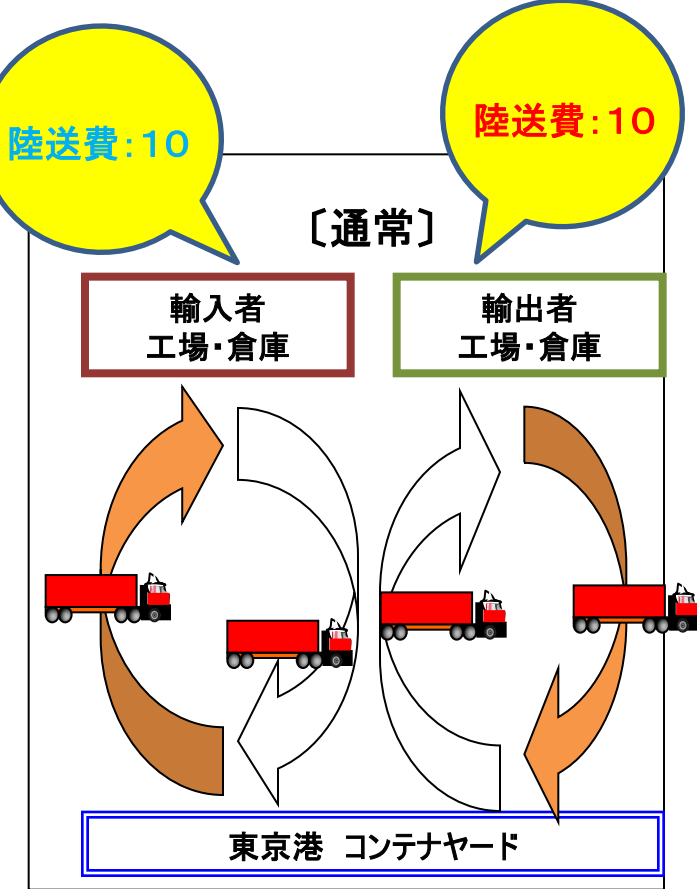 陸送費:10
陸送費:10
〔通常〕
輸入者
工場・倉庫
輸出者
工場・倉庫
東京港 コンテナヤード